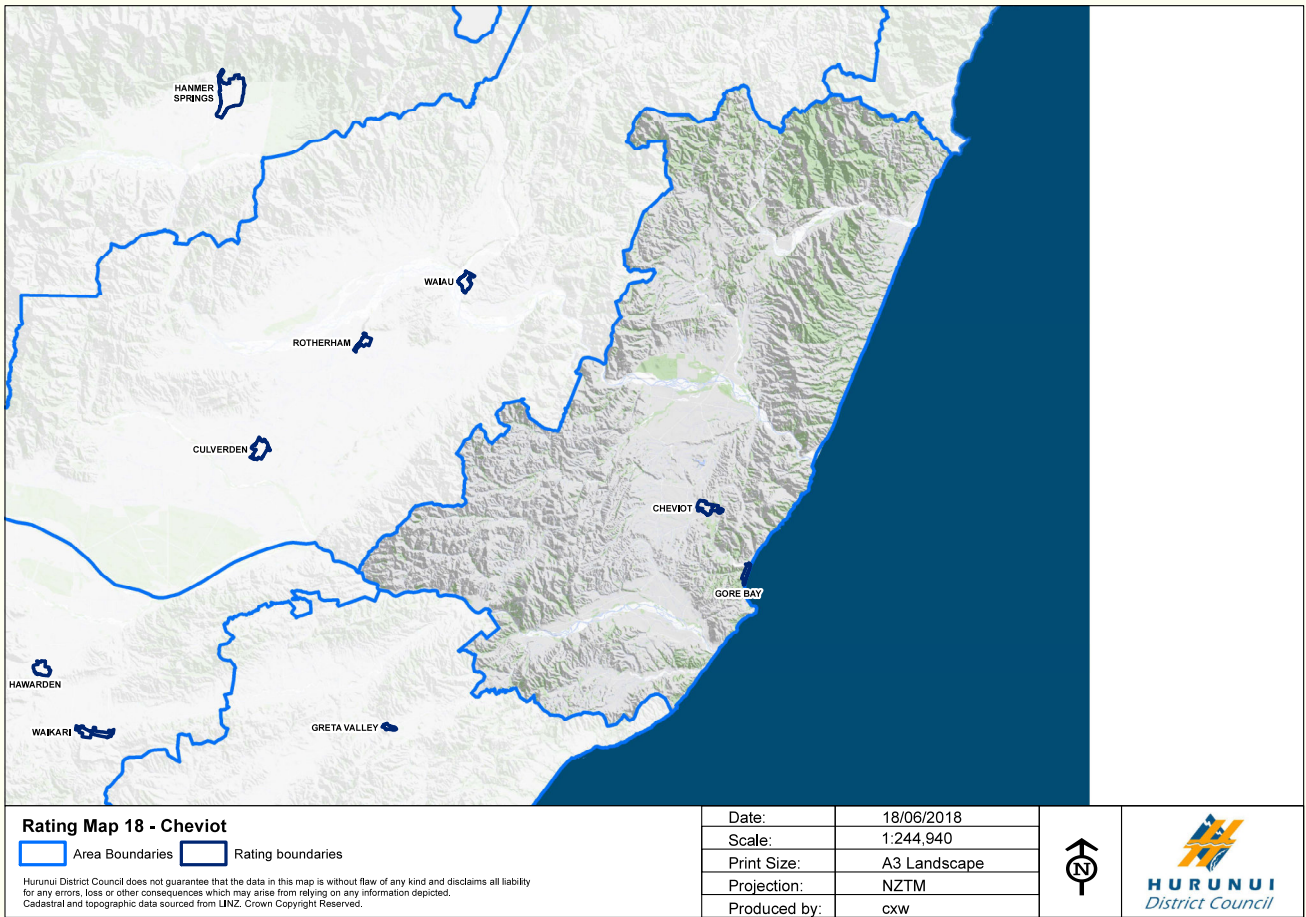 HANMER
SPRINGS
WAIAU
ROTHERHAM
CULVERDEN
CHEVIOT
GORE BAY
HAWARDEN
WAIKARI
GRETA VALLEY
Rating Map 18 - Cheviot
Area Boundaries
Rating boundaries
Hurunui District Council does not guarantee that the data in this map is without flaw of any kind and disclaims all liability
for any errors, loss or other consequences which may arise from relying on any information depicted.
Cadastral and topographic data sourced from LINZ. Crown Copyright Reserved.
Date: 18/06/2018
Scale: 1:244,940
Print Size: A3 Landscape
Projection: NZTM
Produced by: cxw
N
HURUNUI
District Council